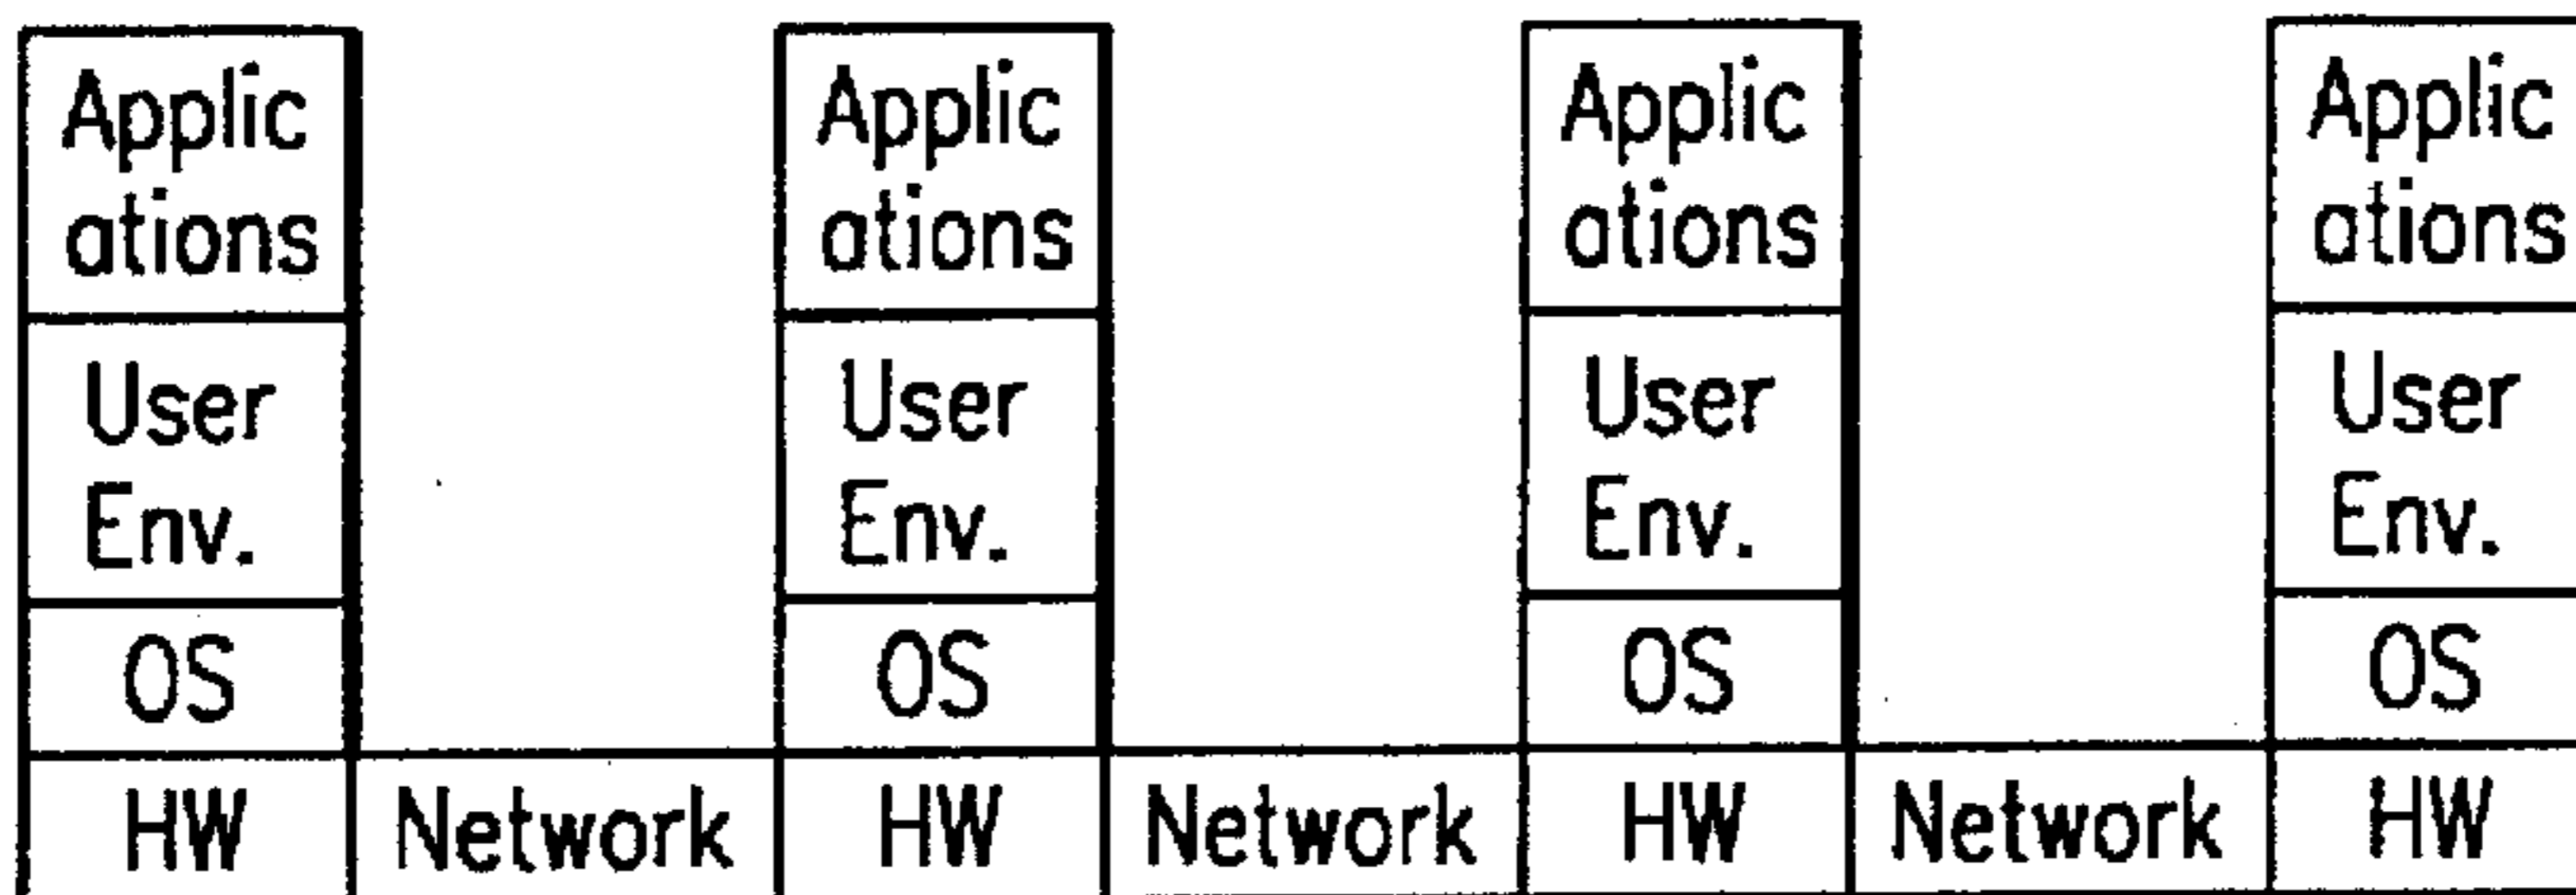 Applic
ations
User
Env.
OS
HW
Network
Applic
ations
User
Env.
OS
HW
Network
Applic
ations
User
Env.
OS
HW
Network
Applic
ations
User
Env.
OS
HW